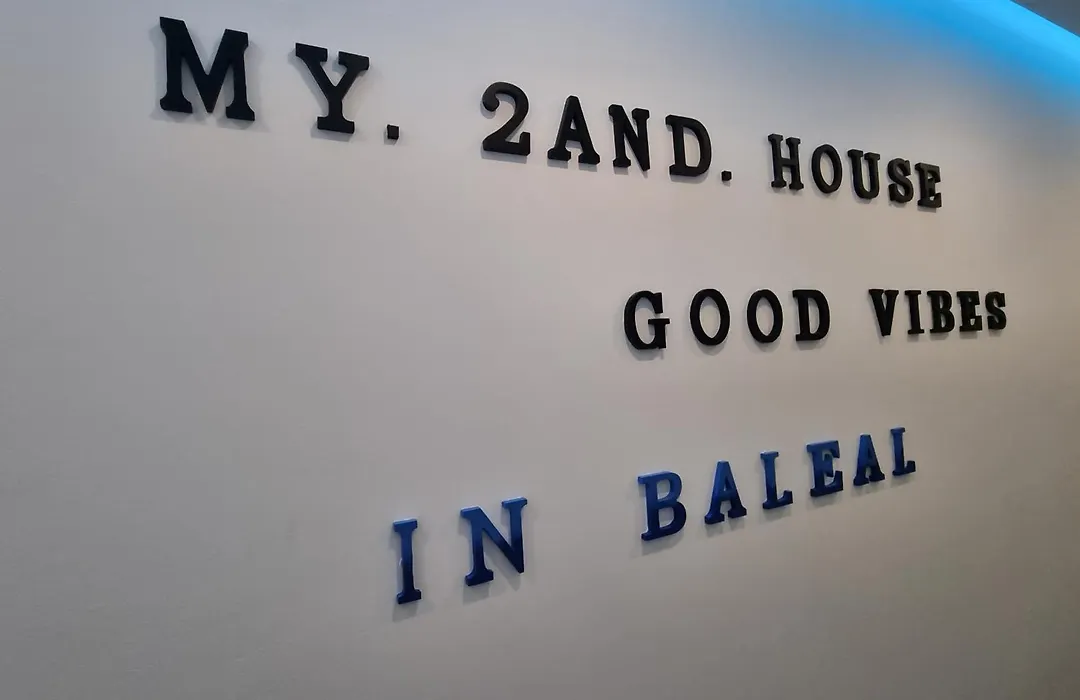 MY. 2AND. HOUSE
GOOD VIBES
IN BALEAL